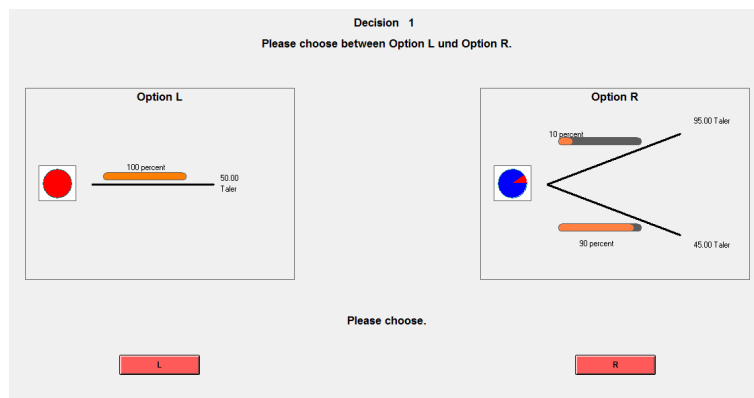 Decision 1
Please choose between Option L und Option R.
Option L
100 percent
50.00
Taler
Option R
10 percent
95.00 Taler
90 percent
45.00 Taler
Please choose.
L
R